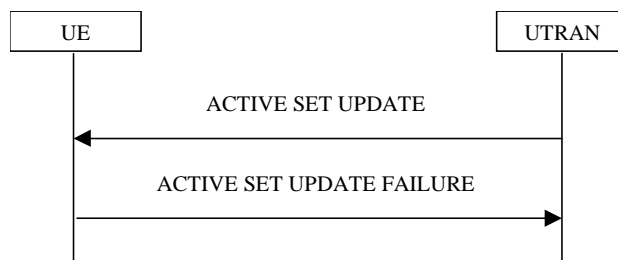 UE
UTRAN
ACTIVE SET UPDATE
ACTIVE SET UPDATE FAILURE